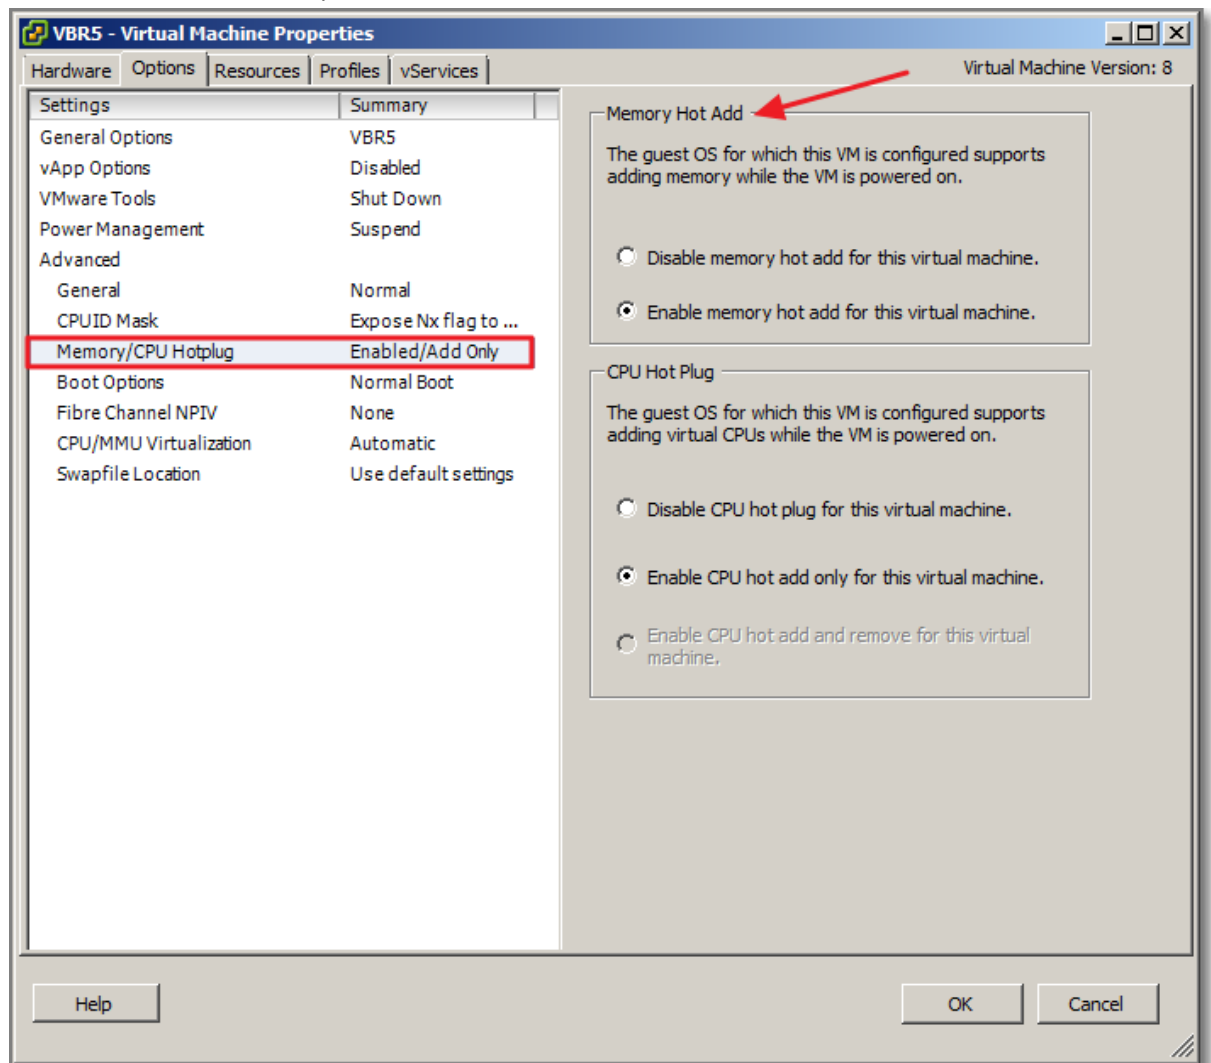 VBR5 - Virtual Machine Properties
Hardware Options Resources Profiles vServices Virtual Machine Version: 8
Settings Summary
General Options VBR5
vApp Options Disabled
VMware Tools Shut Down
Power Management Suspend
Advanced
General Normal
CPUID Mask Expose Nx flag to ...
Memory/CPU Hotplug Enabled/Add Only
Boot Options Normal Boot
Fibre Channel NPIV None
CPU/MMU Virtualization Automatic
Swapfile Location Use default settings
Memory Hot Add
The guest OS for which this VM is configured supports
adding memory while the VM is powered on.
Disable memory hot add for this virtual machine.
Enable memory hot add for this virtual machine.
CPU Hot Plug
The guest OS for which this VM is configured supports
adding virtual CPUs while the VM is powered on.
Disable CPU hot plug for this virtual machine.
Enable CPU hot add only for this virtual machine.
Enable CPU hot add and remove for this virtual
machine.
Help OK Cancel